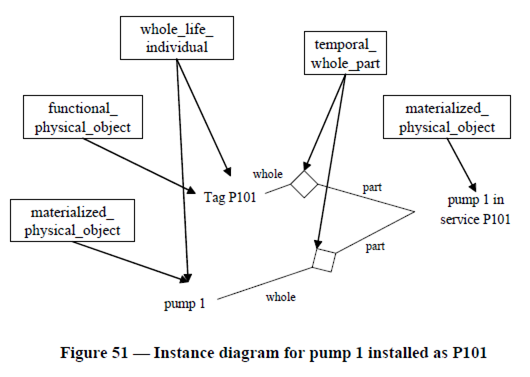 whole_life_
individual
temporal_
whole_part
functional_
physical_object
materialized_
physical_object
whole
part
Tag P101
pump 1 in
service P101
materialized_
physical_object
part
pump 1
whole
Figure 51 — Instance diagram for pump 1 installed as P101